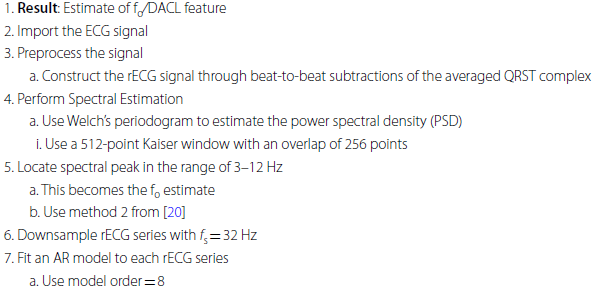 1. Result: Estimate of fo/DACL feature
2. Import the ECG signal
3. Preprocess the signal
a. Construct the rECG signal through beat-to-beat subtractions of the averaged QRST complex
4. Perform Spectral Estimation
a. Use Welch's periodogram to estimate the power spectral density (PSD)
i. Use a 512-point Kaiser window with an overlap of 256 points
5. Locate spectral peak in the range of 3–12 Hz
a. This becomes the fo estimate
b. Use method 2 from [20]
6. Downsample rECG series with fs=32 Hz
7. Fit an AR model to each rECG series
a. Use model order=8